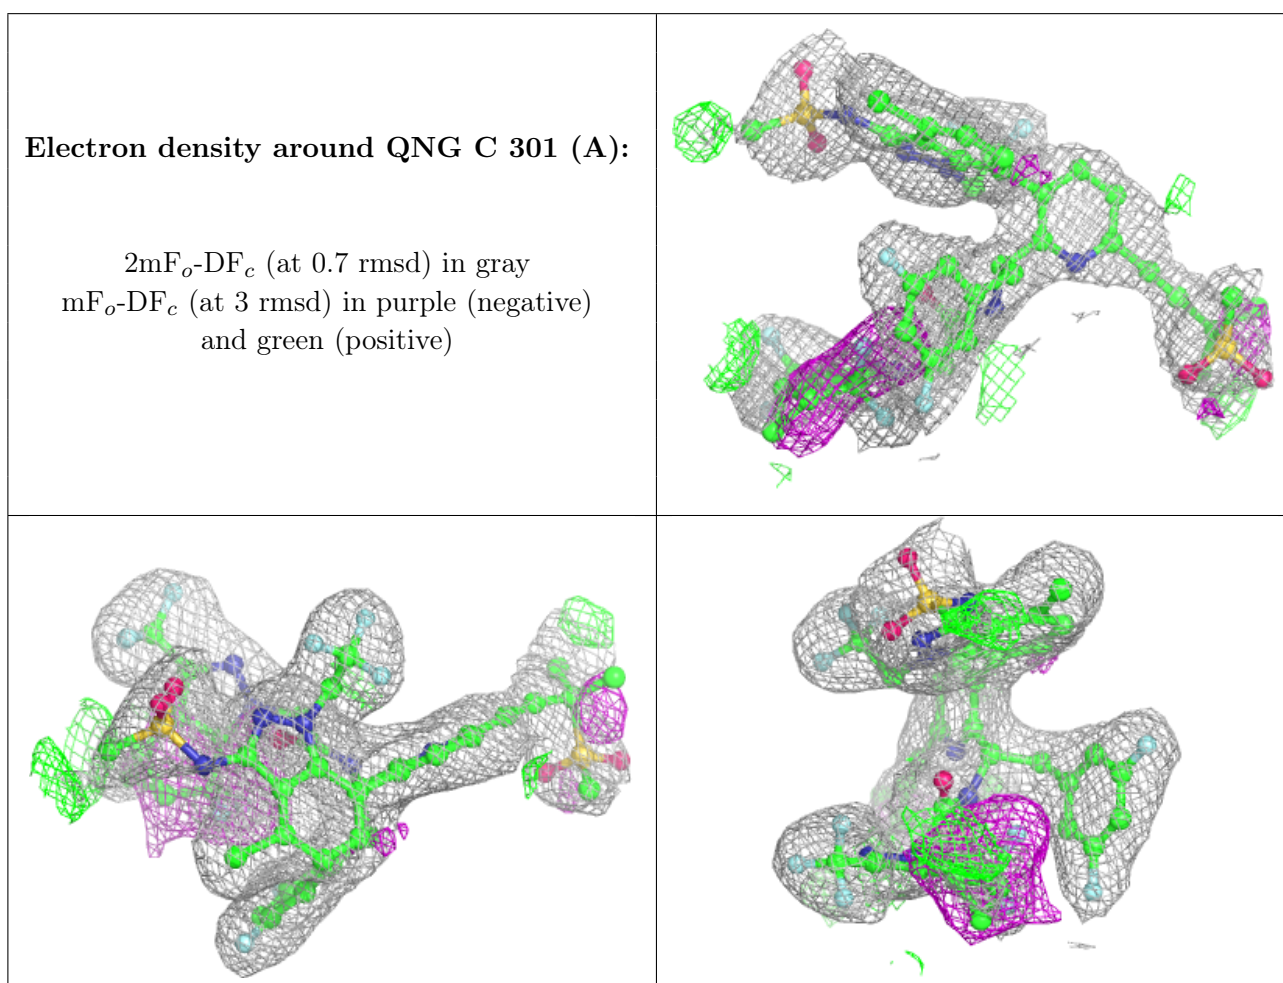 Electron density around QNG C 301 (A):
2mFo-DFc (at 0.7 rmsd) in gray
mFo-DFc (at 3 rmsd) in purple (negative)
and green (positive)